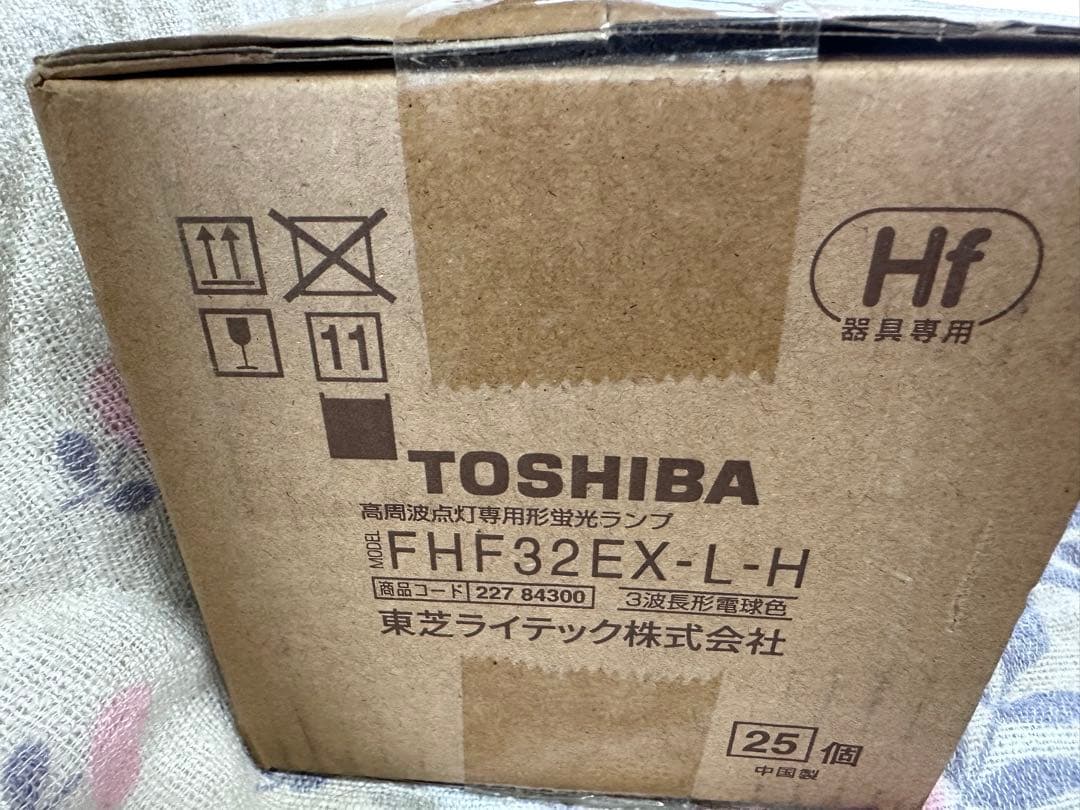 Hf
器具専用
11
TOSHIBA
高周波点灯専用形蛍光ランプ
MODEL FHF32EX-L-H
商品コード 227 84300 3波長形電球色
東芝ライテック株式会社
25個
中国製